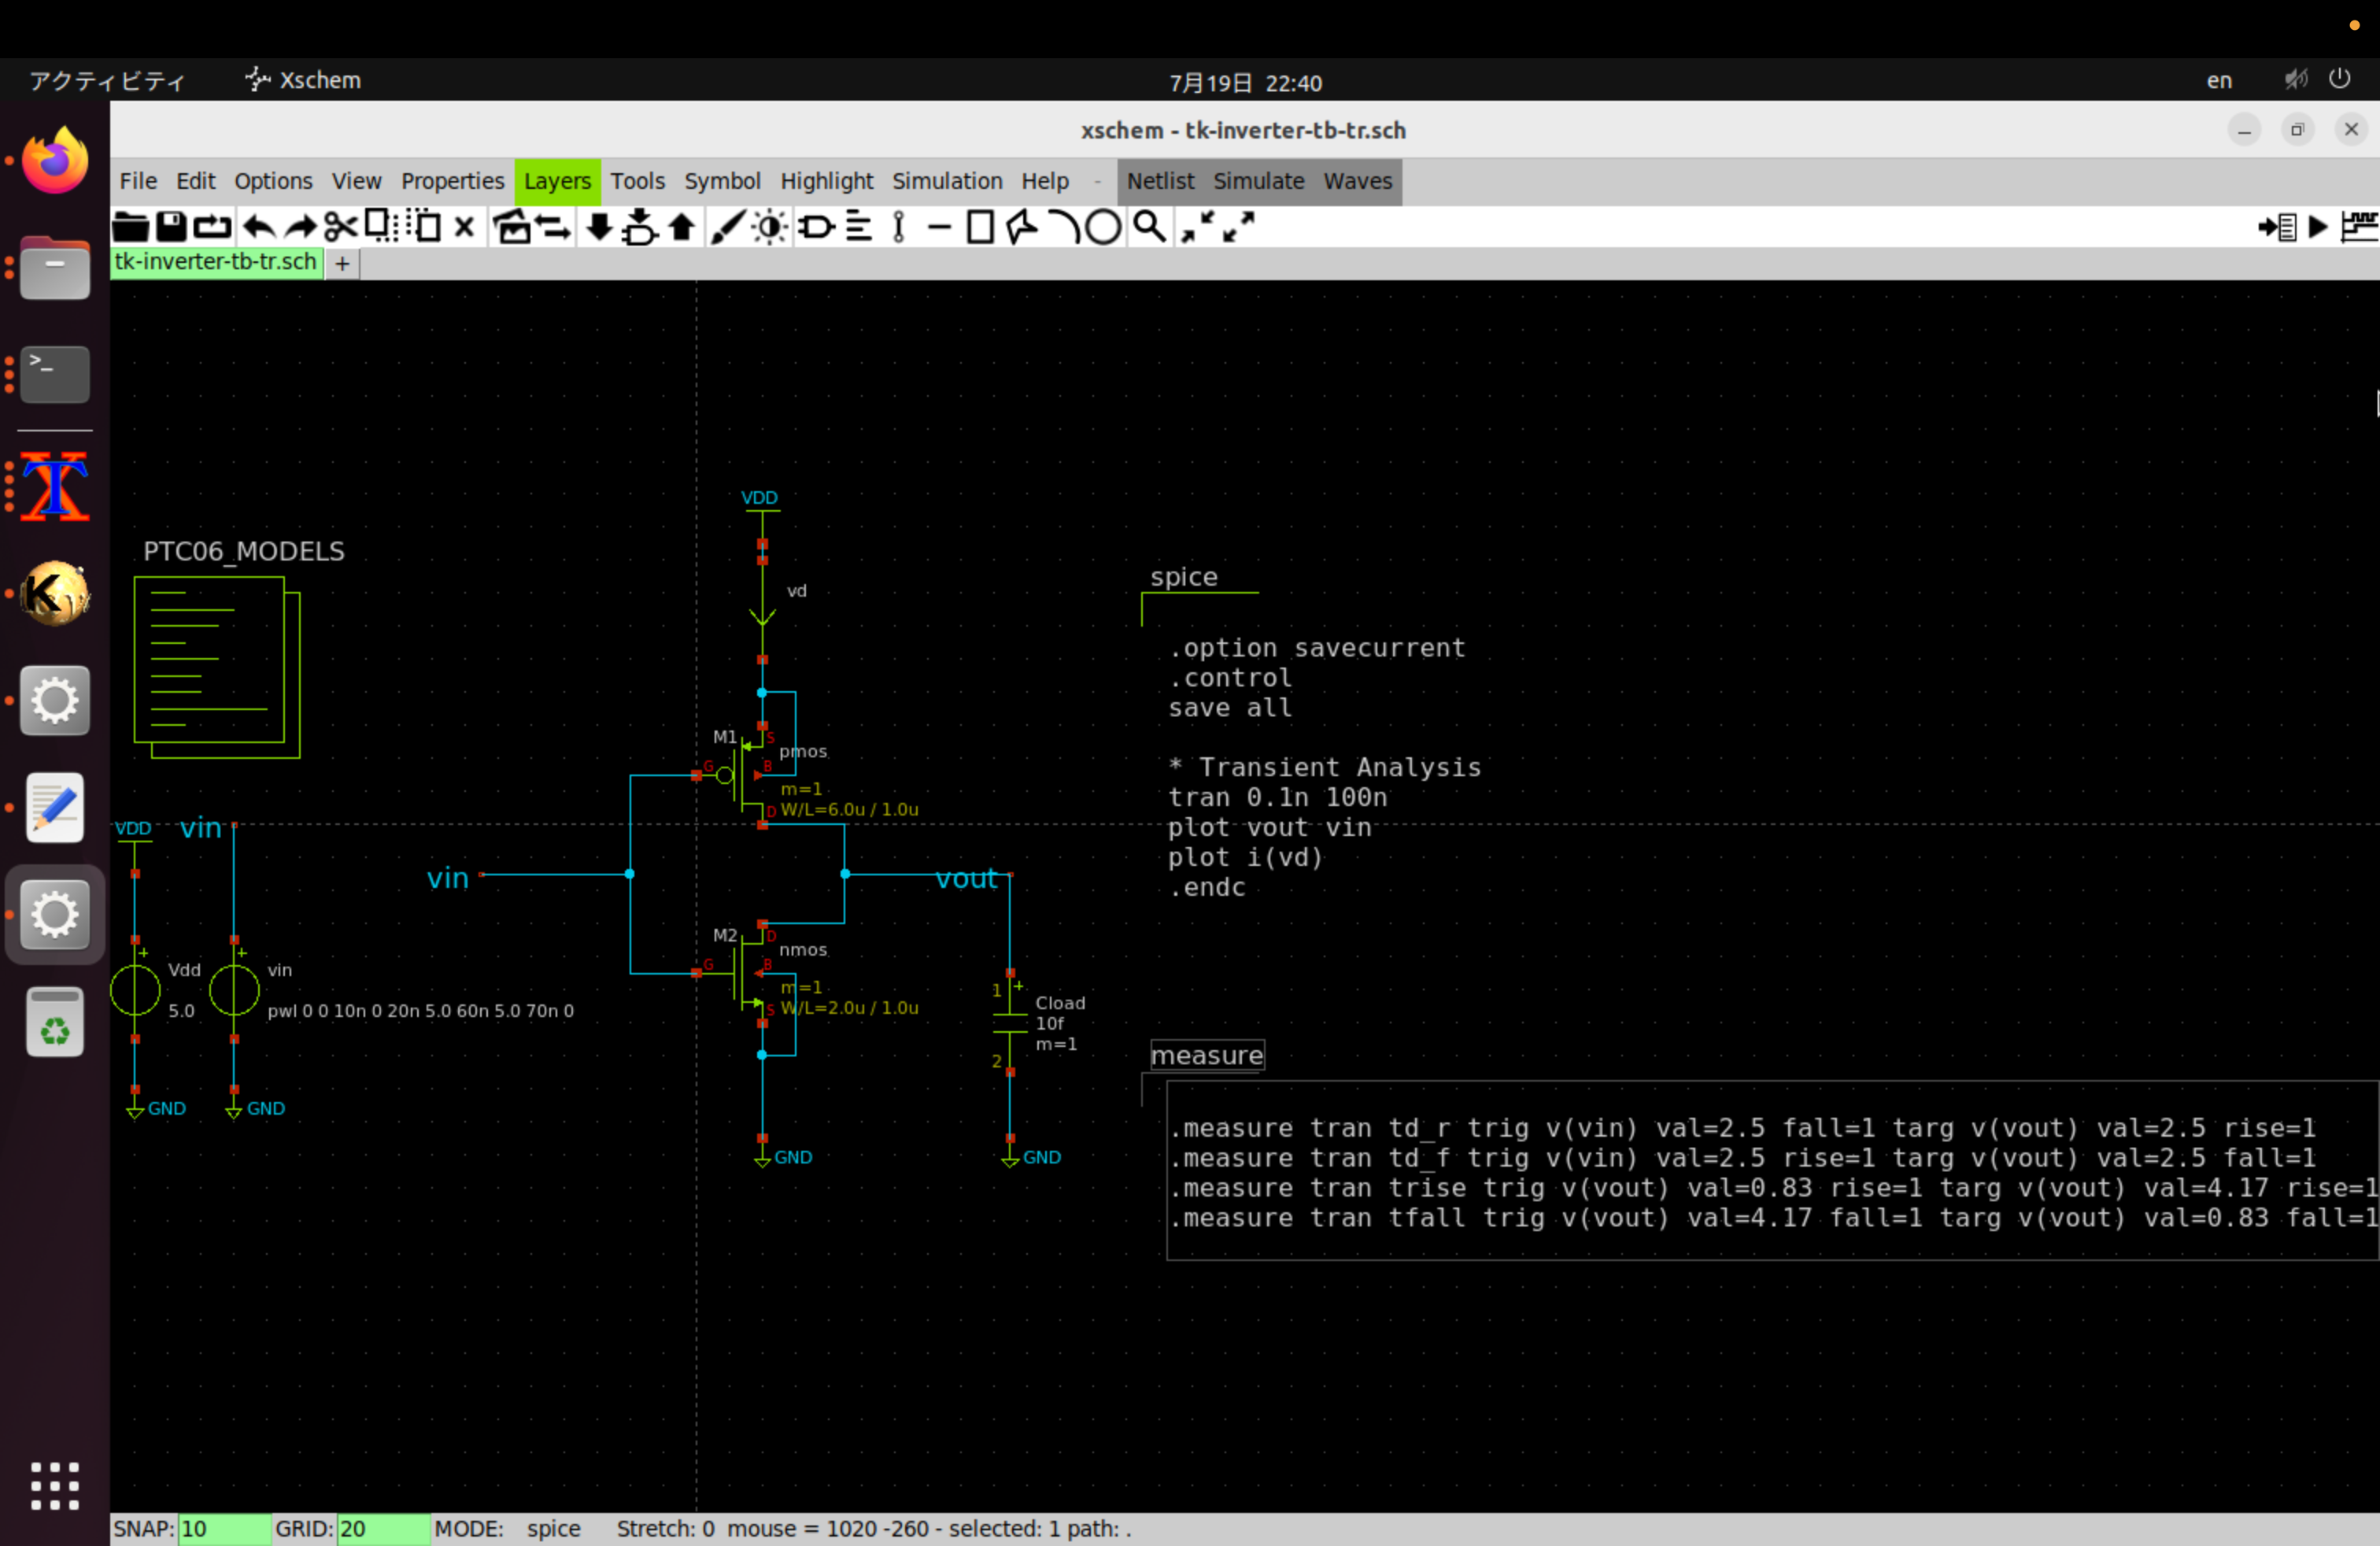 アクティビティ Xschem 7月19日 22:40 en
xschem - tk-inverter-tb-tr.sch
File Edit Options View Properties Layers Tools Symbol Highlight Simulation Help - Netlist Simulate Waves
tk-inverter-tb-tr.sch +
VDD
PTC06_MODELS
vd
spice
.option savecurrent
.control
save all
* Transient Analysis
tran 0.1n 100n
plot vout vin
plot i(vd)
.endc
M1
S
pmos
G
B
m=1
W/L=6.0u / 1.0u
D
VDD
vin
vin
vout
M2
D
nmos
G
B
m=1
W/L=2.0u / 1.0u
S
+
Vdd
5.0
+
vin
pwl 0 0 10n 0 20n 5.0 60n 5.0 70n 0
1
+
Cload
10f
m=1
2
GND
GND
GND
GND
measure
.measure tran td_r trig v(vin) val=2.5 fall=1 targ v(vout) val=2.5 rise=1
.measure tran td_f trig v(vin) val=2.5 rise=1 targ v(vout) val=2.5 fall=1
.measure tran trise trig v(vout) val=0.83 rise=1 targ v(vout) val=4.17 rise=1
.measure tran tfall trig v(vout) val=4.17 fall=1 targ v(vout) val=0.83 fall=1
SNAP: 10 GRID: 20 MODE: spice Stretch: 0 mouse = 1020 -260 - selected: 1 path: .